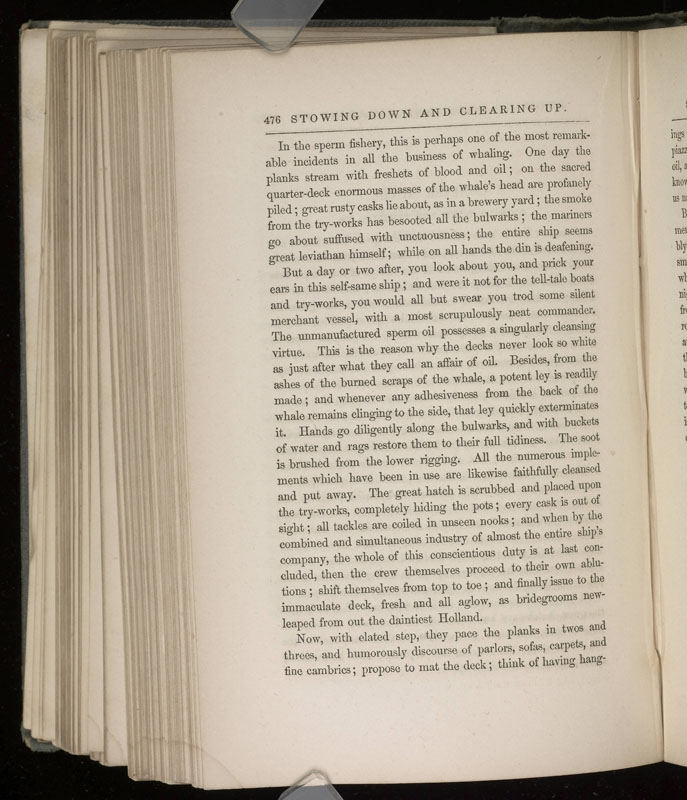 476 STOWING DOWN AND CLEARING UP.
In the sperm fishery, this is perhaps one of the most remark-
able incidents in all the business of whaling. One day the
planks stream with freshets of blood and oil; on the sacred
quarter-deck enormous masses of the whale's head are profanely
piled; great rusty casks lie about, as in a brewery yard; the smoke
from the try-works has besooted all the bulwarks; the mariners
go about suffused with unctuousness; the entire ship seems
great leviathan himself; while on all hands the din is deafening.
But a day or two after, you look about you, and prick your
ears in this self-same ship; and were it not for the tell-tale boats
and try-works, you would all but swear you trod some silent
merchant vessel, with a most scrupulously neat commander.
The unmanufactured sperm oil possesses a singularly cleansing
virtue. This is the reason why the decks never look so white
as just after what they call an affair of oil. Besides, from the
ashes of the burned scraps of the whale, a potent ley is readily
made; and whenever any adhesiveness from the back of the
whale remains clinging to the side, that ley quickly exterminates
it. Hands go diligently along the bulwarks, and with buckets
of water and rags restore them to their full tidiness. The soot
is brushed from the lower rigging. All the numerous imple-
ments which have been in use are likewise faithfully cleansed
and put away. The great hatch is scrubbed and placed upon
the try-works, completely hiding the pots; every cask is out of
sight; all tackles are coiled in unseen nooks; and when by the
combined and simultaneous industry of almost the entire ship's
company, the whole of this conscientious duty is at last con-
cluded, then the crew themselves proceed to their own ablu-
tions; shift themselves from top to toe; and finally issue to the
immaculate deck, fresh and all aglow, as bridegrooms new-
leaped from out the daintiest Holland.
Now, with elated step, they pace the planks in twos and
threes, and humorously discourse of parlors, sofas, carpets, and
fine cambrics; propose to mat the deck; think of having hang-
ings
piazz
oil, a
know
us n